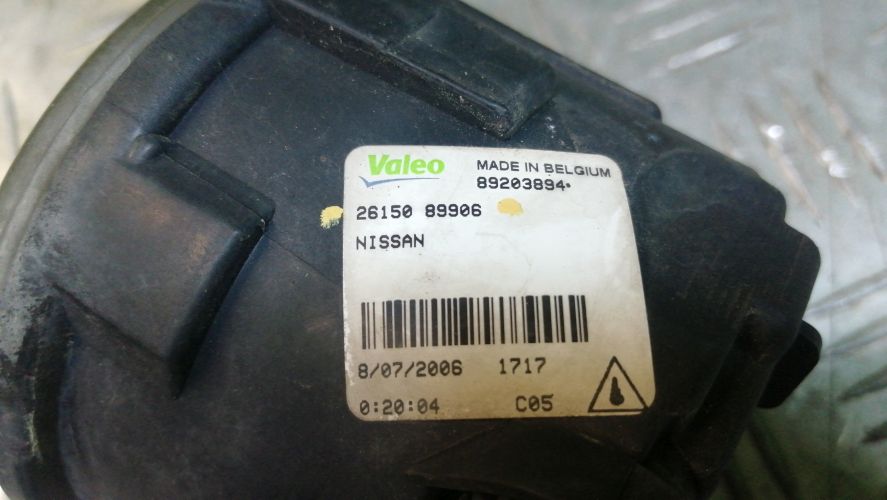 Valeo MADE IN BELGIUM
89203894
26150 89906
NISSAN
8/07/2006 1717
0:20:04 C05